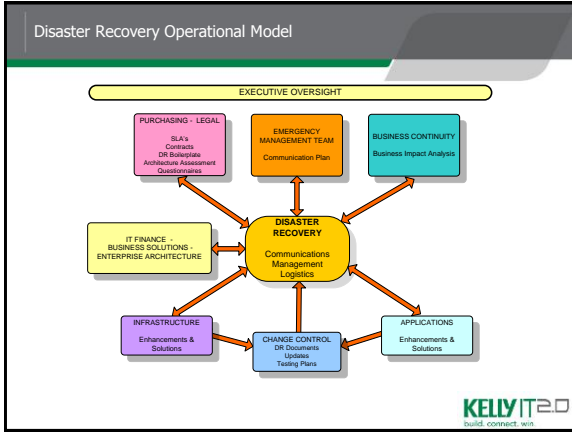 Disaster Recovery Operational Model
EXECUTIVE OVERSIGHT
PURCHASING - LEGAL
SLA's
Contracts
DR Boilerplate
Architecture Assessment
Questionnaires
EMERGENCY
MANAGEMENT TEAM
Communication Plan
BUSINESS CONTINUITY
Business Impact Analysis
DISASTER
RECOVERY
Communications
Management
Logistics
IT FINANCE -
BUSINESS SOLUTIONS -
ENTERPRISE ARCHITECTURE
INFRASTRUCTURE
Enhancements &
Solutions
CHANGE CONTROL
DR Documents
Updates
Testing Plans
APPLICATIONS
Enhancements &
Solutions
KELLY IT 2.0
build. connect. win.